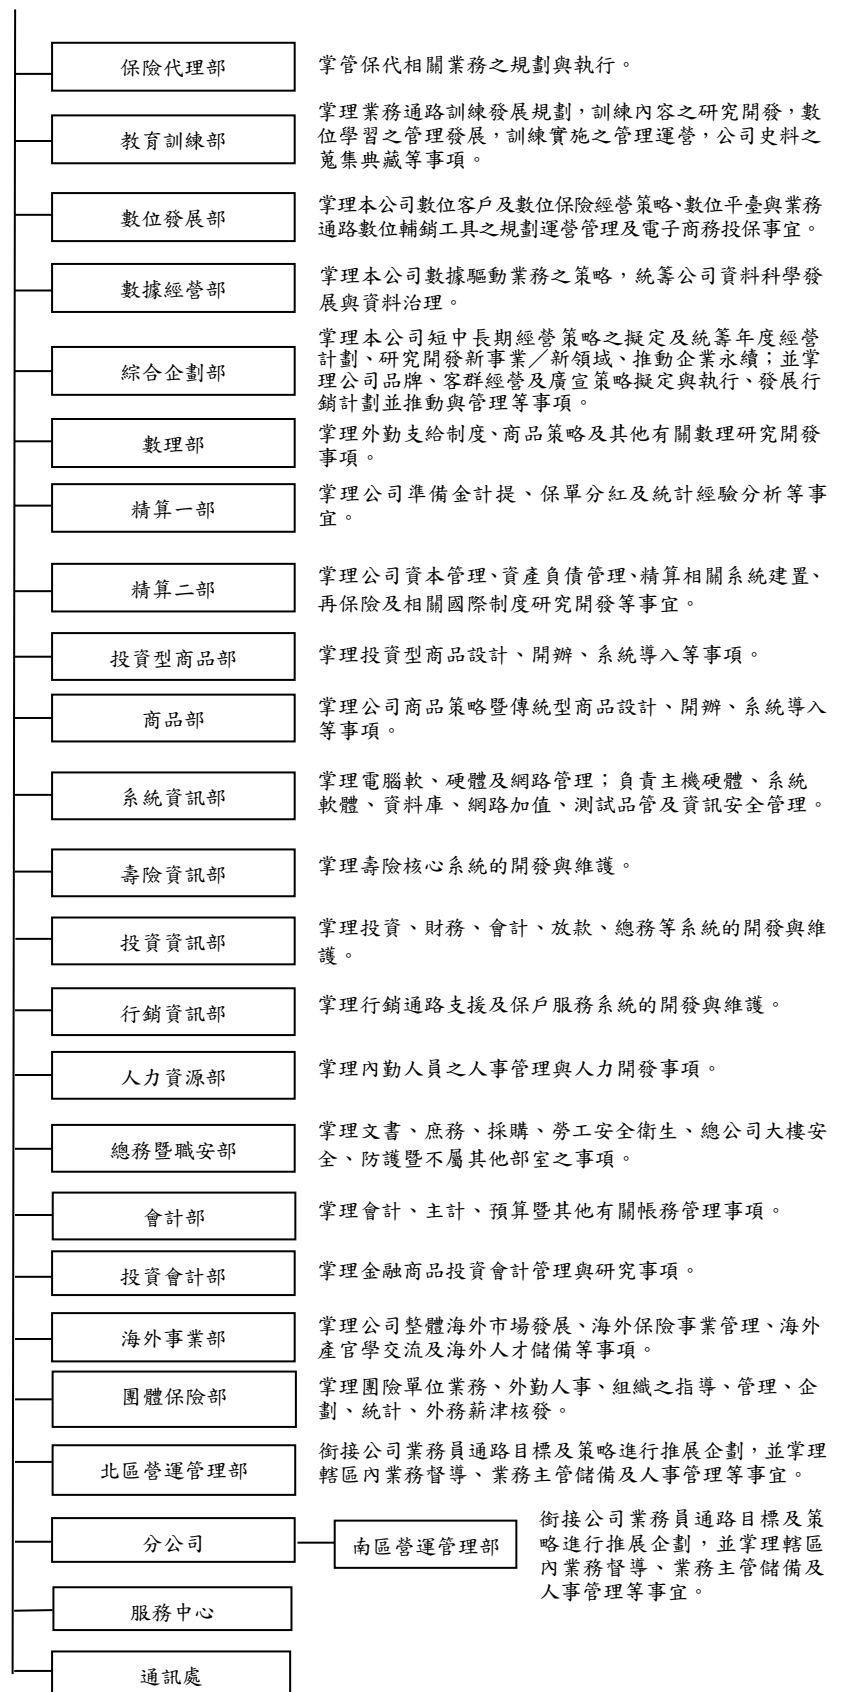 保險代理部
掌管保代相關業務之規劃與執行。
教育訓練部
掌理業務通路訓練發展規劃，訓練內容之研究開發，數
位學習之管理發展，訓練實施之管理運營，公司史料之
蒐集典藏等事項。
數位發展部
掌理本公司數位客戶及數位保險經營策略、數位平臺與業務
通路數位輔銷工具之規劃運營管理及電子商務投保事宜。
數據經營部
掌理本公司數據驅動業務之策略，統籌公司資料科學發
展與資料治理。
綜合企劃部
掌理本公司短中長期經營策略之擬定及統籌年度經營
計劃、研究開發新事業／新領域、推動企業永續；並掌
理公司品牌、客群經營及廣宣策略擬定與執行、發展行
銷計劃並推動與管理等事項。
數理部
掌理外勤支給制度、商品策略及其他有關數理研究開發
事項。
精算一部
掌理公司準備金計提、保單分紅及統計經驗分析等事
宜。
精算二部
掌理公司資本管理、資產負債管理、精算相關系統建置、
再保險及相關國際制度研究開發等事宜。
投資型商品部
掌理投資型商品設計、開辦、系統導入等事項。
商品部
掌理公司商品策略暨傳統型商品設計、開辦、系統導入
等事項。
系統資訊部
掌理電腦軟、硬體及網路管理；負責主機硬體、系統
軟體、資料庫、網路加值、測試品管及資訊安全管理。
壽險資訊部
掌理壽險核心系統的開發與維護。
投資資訊部
掌理投資、財務、會計、放款、總務等系統的開發與維
護。
行銷資訊部
掌理行銷通路支援及保戶服務系統的開發與維護。
人力資源部
掌理內勤人員之人事管理與人力開發事項。
總務暨職安部
掌理文書、庶務、採購、勞工安全衛生、總公司大樓安
全、防護暨不屬其他部室之事項。
會計部
掌理會計、主計、預算暨其他有關帳務管理事項。
投資會計部
掌理金融商品投資會計管理與研究事項。
海外事業部
掌理公司整體海外市場發展、海外保險事業管理、海外
產官學交流及海外人才儲備等事項。
團體保險部
掌理團險單位業務、外勤人事、組織之指導、管理、企
劃、統計、外務薪津核發。
北區營運管理部
銜接公司業務員通路目標及策略進行推展企劃，並掌理
轄區內業務督導、業務主管儲備及人事管理等事宜。
分公司
南區營運管理部
銜接公司業務員通路目標及策
略進行推展企劃，並掌理轄區
內業務督導、業務主管儲備及
人事管理等事宜。
服務中心
通訊處